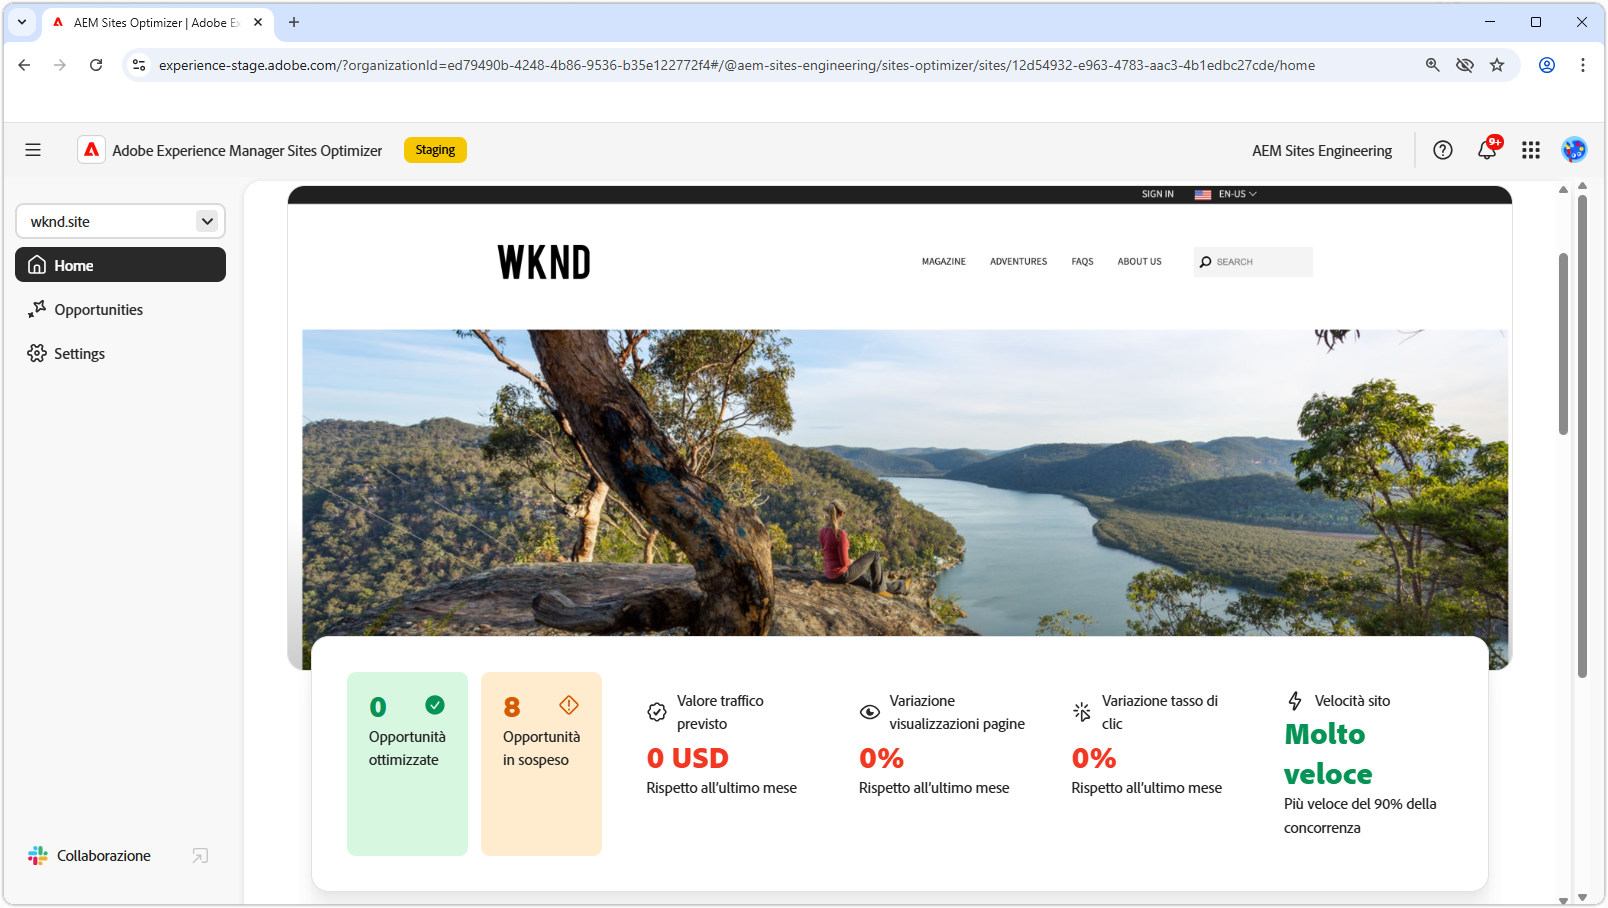 AEM Sites Optimizer | Adobe Ex
experience-stage.adobe.com/?organizationId=ed79490b-4248-4b86-9536-b35e122772f4#/@aem-sites-engineering/sites-optimizer/sites/12d54932-e963-4783-aac3-4b1edbc27cde/home
Adobe Experience Manager Sites Optimizer
Staging
AEM Sites Engineering
9+
wknd.site
Home
Opportunities
Settings
Collaborazione
SIGN IN
EN-US
WKND
MAGAZINE
ADVENTURES
FAQS
ABOUT US
SEARCH
0
Opportunità
ottimizzate
8
Opportunità
in sospeso
Valore traffico
previsto
0 USD
Rispetto all’ultimo mese
Variazione
visualizzazioni pagine
0%
Rispetto all’ultimo mese
Variazione tasso di
clic
0%
Rispetto all’ultimo mese
Velocità sito
Molto
veloce
Più veloce del 90% della
concorrenza